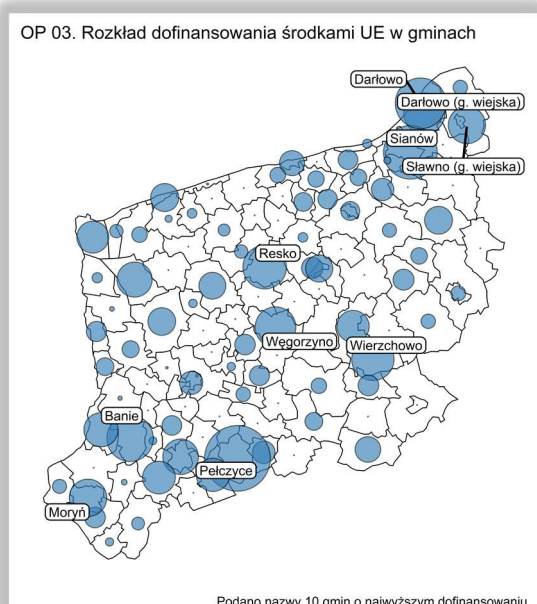 OP 03. Rozkład dofinansowania środkami UE w gminach
Darłowo
Darłowo (g. wiejska)
Sianów
Sławno (g. wiejska)
Resko
Węgorzyno
Wierzchowo
Banie
Pełczyce
Moryń
Podano nazwy 10 gmin o najwyższym dofinansowaniu